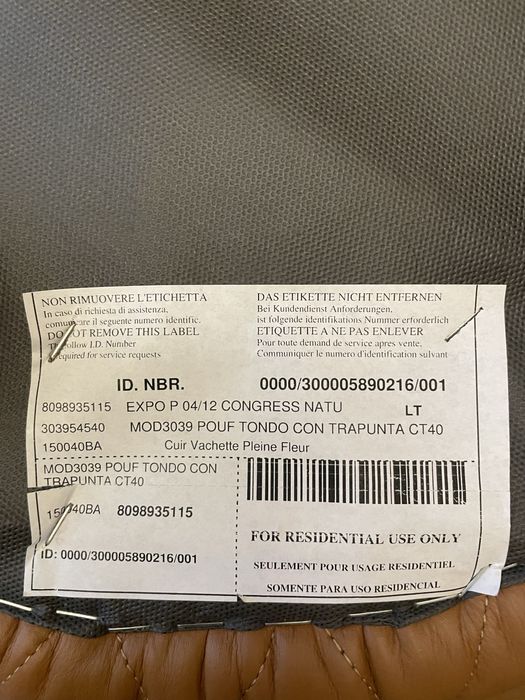 NON RIMUOVERE L'ETICHETTA
In caso di richiesta di assistenza,
comunicare il seguente numero identific.
DO NOT REMOVE THIS LABEL
follow I.D. Number
required for service requests
DAS ETIKETTE NICHT ENTFERNEN
Bei Kundendienst Anforderungen,
ist folgende identifikations Nummer erforderlich
ETIQUETTE A NE PAS ENLEVER
Pour toute demand de service apres vente,
Communiquer le numero d'identification suivant
ID. NBR. 0000/300005890216/001
8098935115 EXPO P 04/12 CONGRESS NATU LT
303954540 MOD3039 POUF TONDO CON TRAPUNTA CT40
150040BA Cuir Vachette Pleine Fleur
MOD3039 POUF TONDO CON
TRAPUNTA CT40
150040BA 8098935115
ID: 0000/300005890216/001
FOR RESIDENTIAL USE ONLY
SEULEMENT POUR USAGE RESIDENTIEL
SOMENTE PARA USO RESIDENCIAL